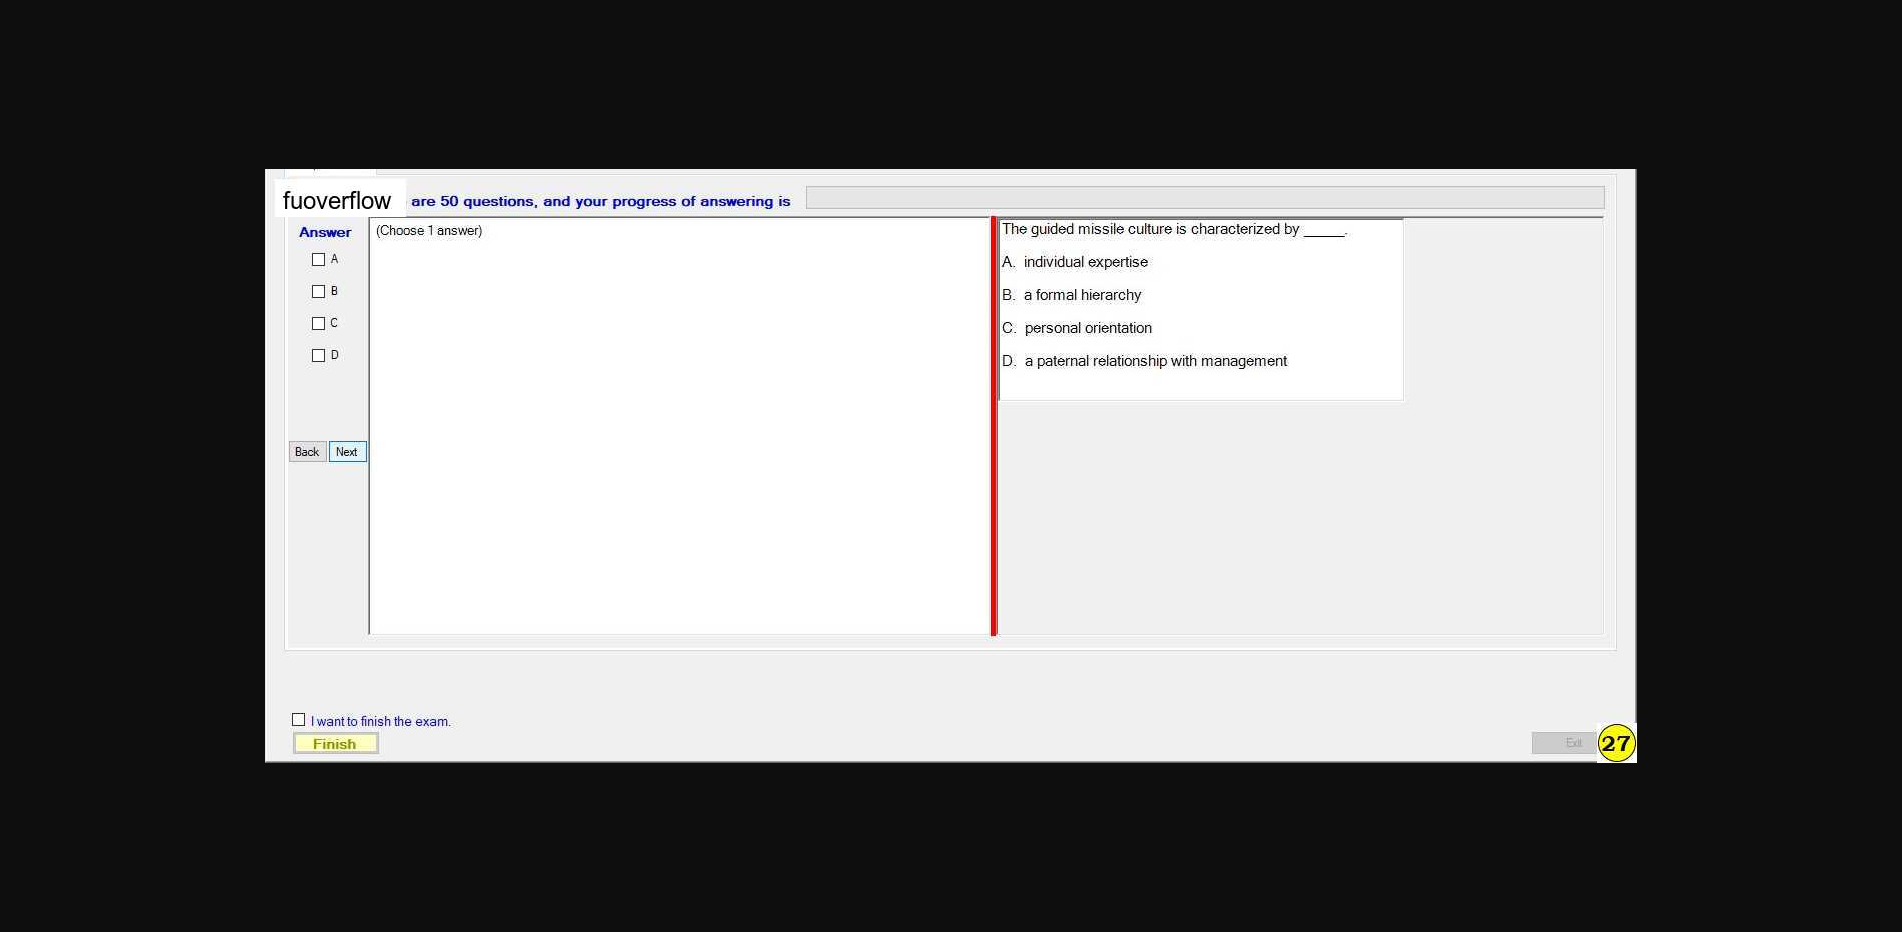 fuoverflow are 50 questions, and your progress of answering is
Answer
A
B
C
D
Back Next
(Choose 1 answer)
The guided missile culture is characterized by _____.
A. individual expertise
B. a formal hierarchy
C. personal orientation
D. a paternal relationship with management
I want to finish the exam.
Finish
Exit
27